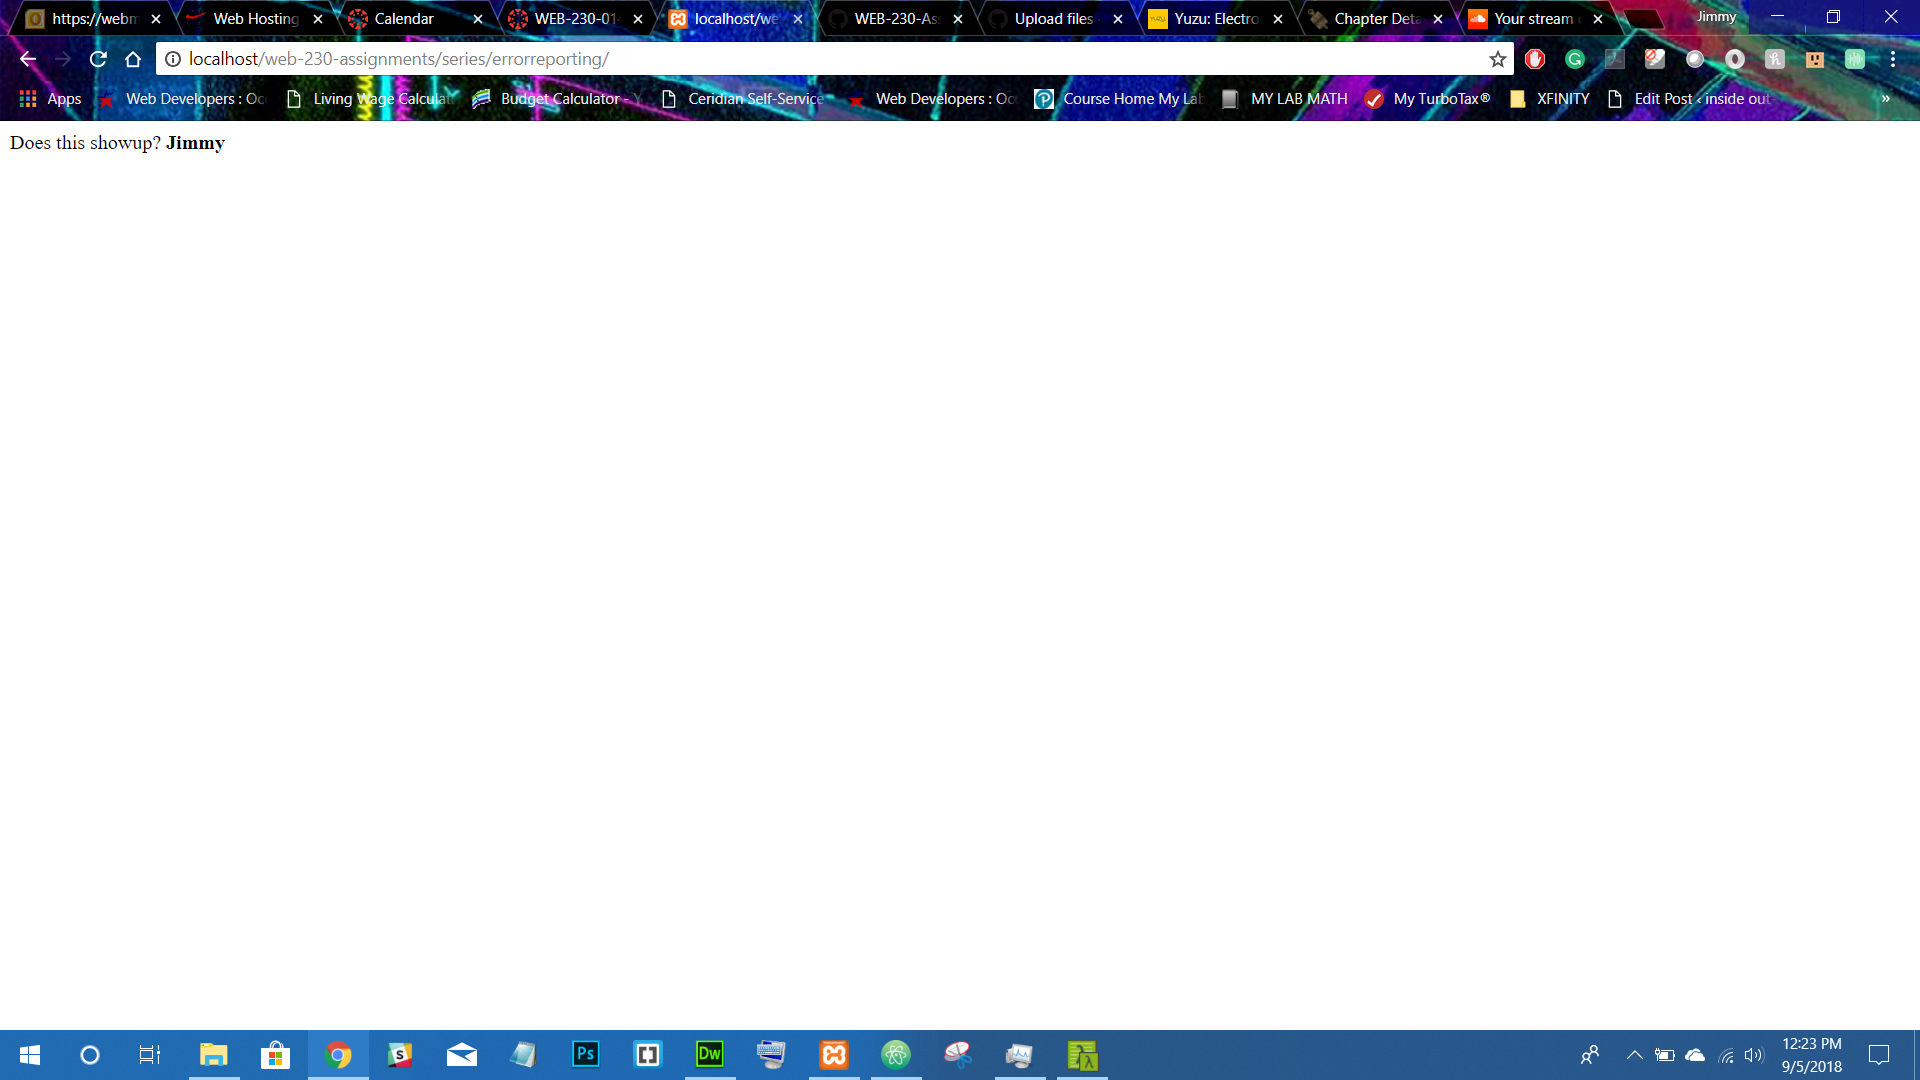 https://webm
Web Hosting
Calendar
WEB-230-01
localhost/we
WEB-230-As
Upload files
Yuzu: Electro
Chapter Deta
Your stream
Jimmy
localhost/web-230-assignments/series/errorreporting/
Apps
Web Developers : Occ
Living Wage Calculat
Budget Calculator - Y
Ceridian Self-Service
Web Developers : Oc
Course Home My Lab
MY LAB MATH
My TurboTax®
XFINITY
Edit Post ‹ inside out
»
Does this showup? Jimmy
Ps
Dw
12:23 PM
9/5/2018